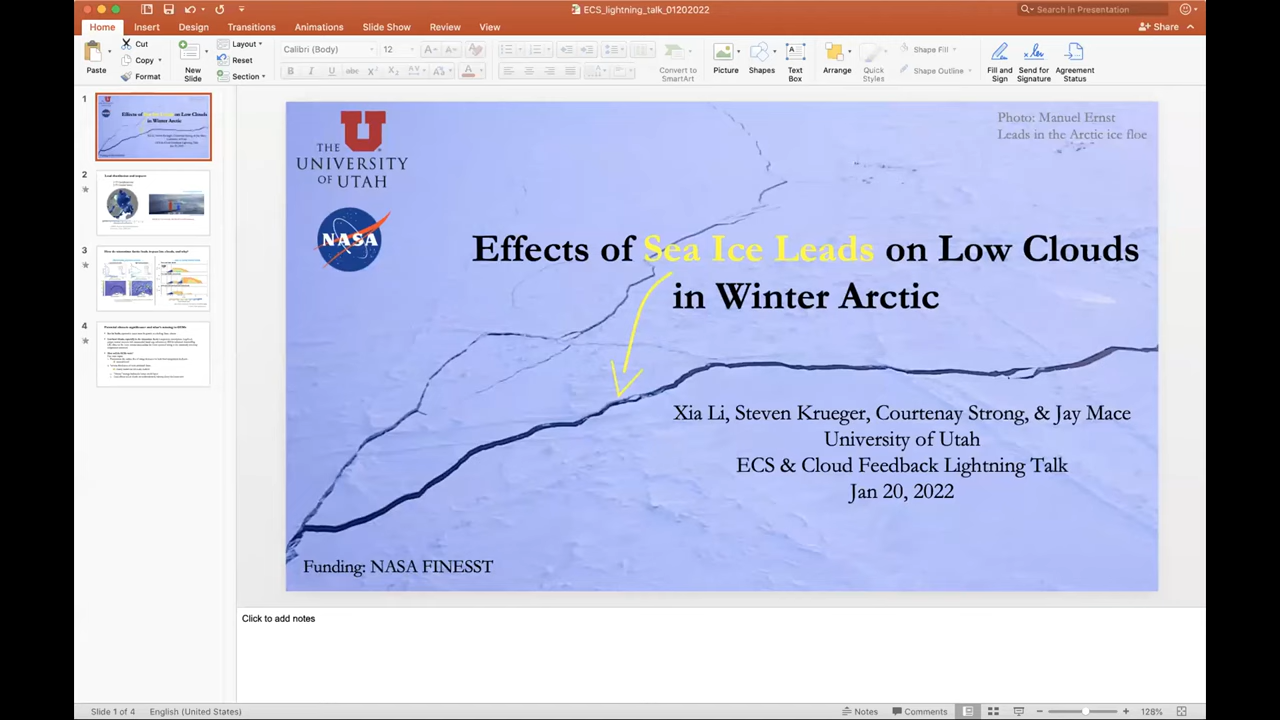 ECS_lightning_talk_01202022
Search in Presentation
Home Insert Design Transitions Animations Slide Show Review View
Share
Paste
Cut
Copy
Format
New Slide
Layout
Reset
Section
Calibri (Body)
12
Convert to SmartArt
Picture
Shapes
Text Box
Arrange
Quick Styles
Shape Fill
Shape Outline
Fill and Sign
Send for Signature
Agreement Status
1
2
3
4
THE
UNIVERSITY
OF UTAH
NASA
Photo: Manuel Ernst
Leads in the Arctic ice floe
Effects of Sea Ice Leads on Low Clouds
in Winter Arctic
Xia Li, Steven Krueger, Courtenay Strong, & Jay Mace
University of Utah
ECS & Cloud Feedback Lightning Talk
Jan 20, 2022
Funding: NASA FINESST
Click to add notes
Slide 1 of 4
English (United States)
Notes
Comments
128%